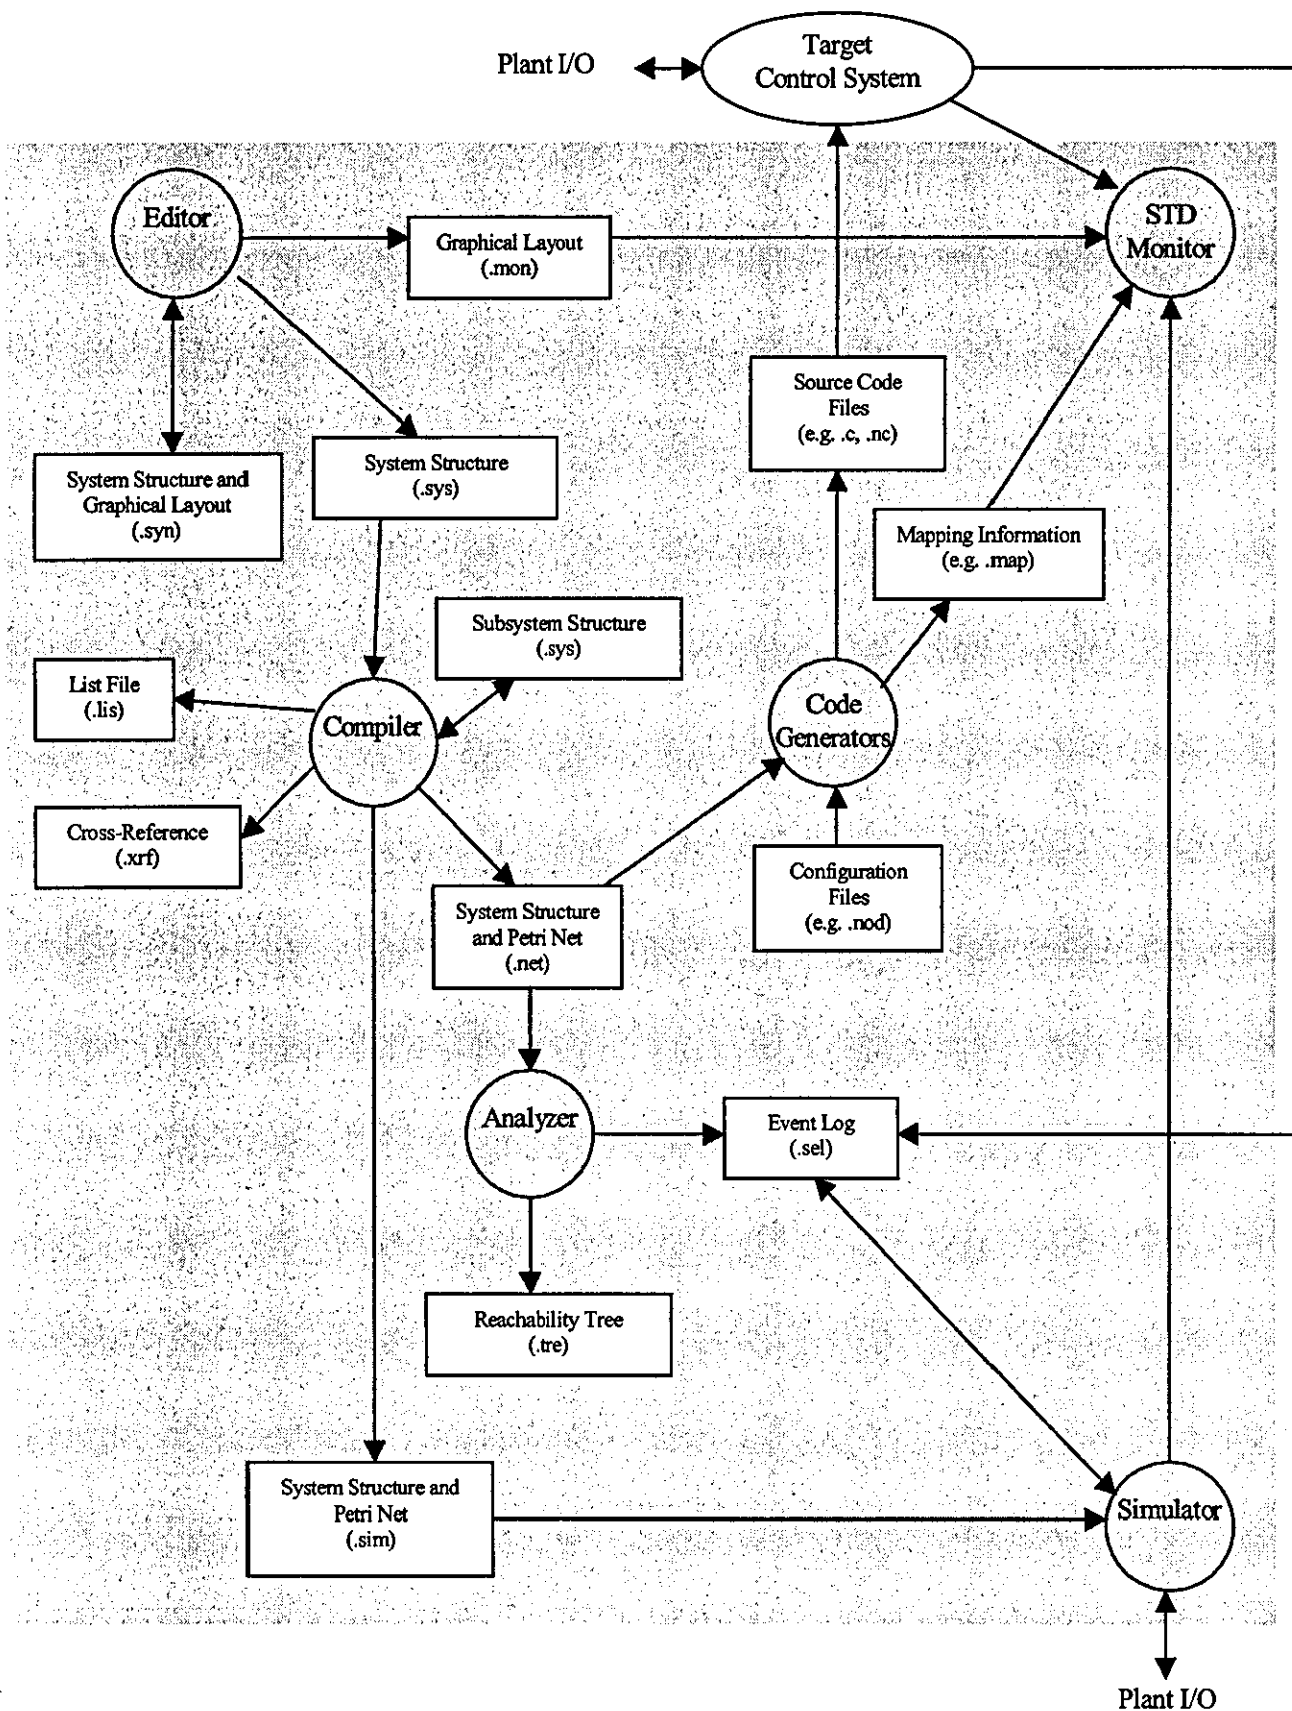 Plant I/O
Target
Control System
Editor
Graphical Layout
(.mon)
STD
Monitor
Source Code
Files
(e.g. .c, .nc)
System Structure and
Graphical Layout
(.syn)
System Structure
(.sys)
Mapping Information
(e.g. .map)
Subsystem Structure
(.sys)
List File
(.lis)
Compiler
Code
Generators
Cross-Reference
(.xrf)
System Structure
and Petri Net
(.net)
Configuration
Files
(e.g. .nod)
Analyzer
Event Log
(.sel)
Reachability Tree
(.tre)
System Structure and
Petri Net
(.sim)
Simulator
Plant I/O